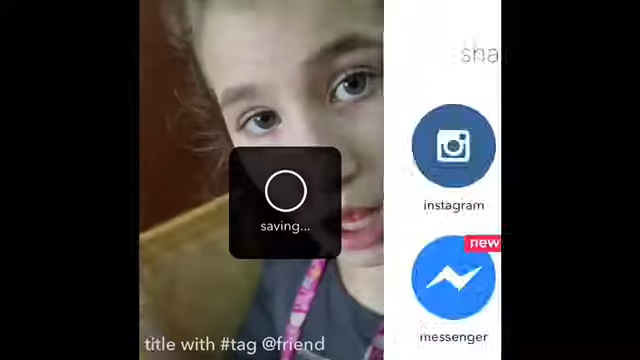 sha
instagram
new
messenger
saving...
title with #tag @friend